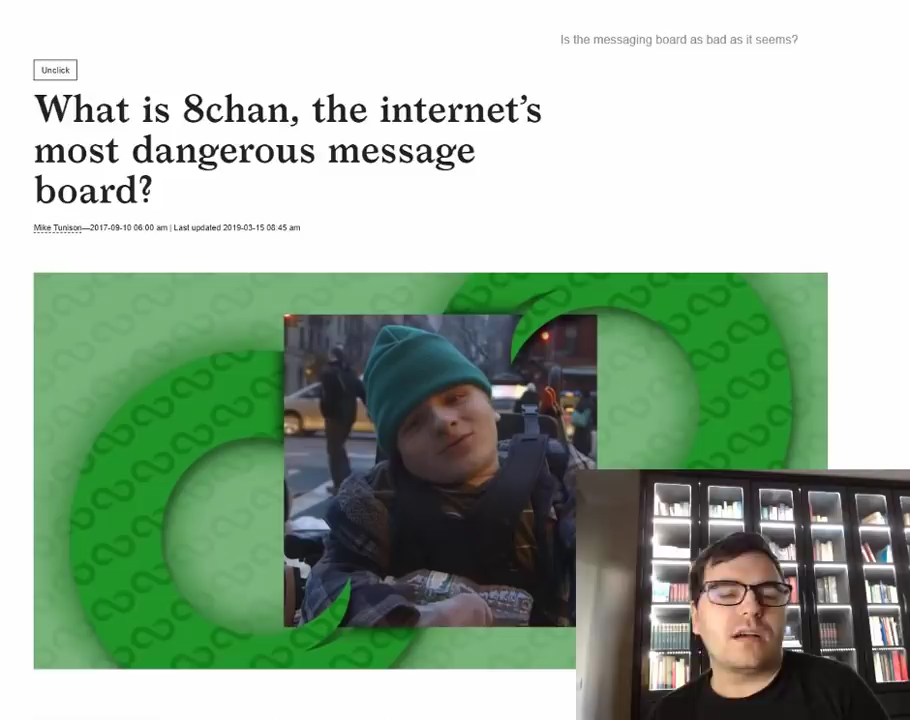 Is the messaging board as bad as it seems?
Unclick
What is 8chan, the internet's
most dangerous message
board?
Mike Tunison—2017-09-10 06:00 am | Last updated 2019-03-15 08:45 am